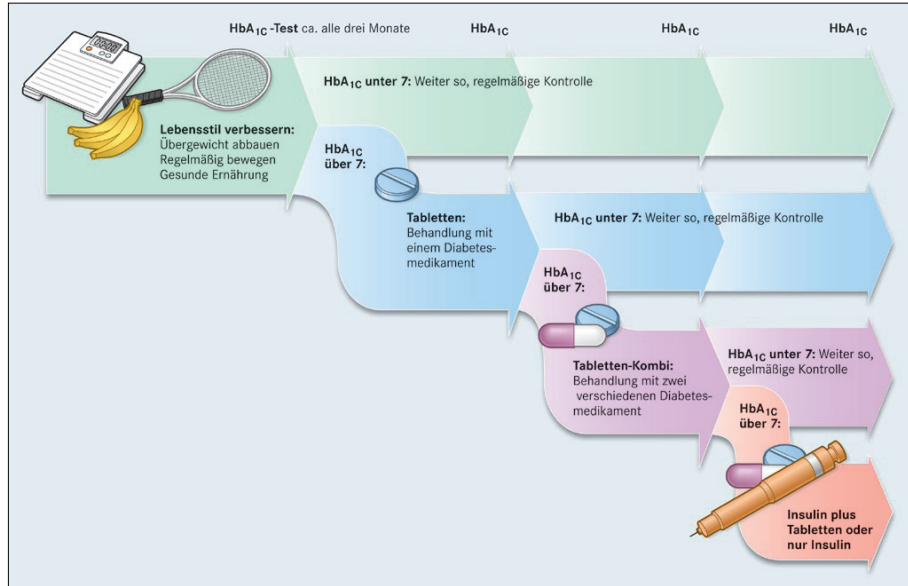 HbA1C-Test ca. alle drei Monate
HbA1C
HbA1C
HbA1C
HbA1C unter 7: Weiter so, regelmäßige Kontrolle
Lebensstil verbessern:
Übergewicht abbauen
Regelmäßig bewegen
Gesunde Ernährung
HbA1C
über 7:
Tabletten:
Behandlung mit
einem Diabetes-
medikament
HbA1C unter 7: Weiter so, regelmäßige Kontrolle
HbA1C
über 7:
Tabletten-Kombi:
Behandlung mit zwei
verschiedenen Diabetes-
medikament
HbA1C unter 7: Weiter so,
regelmäßige Kontrolle
HbA1C
über 7:
Insulin plus
Tabletten oder
nur Insulin